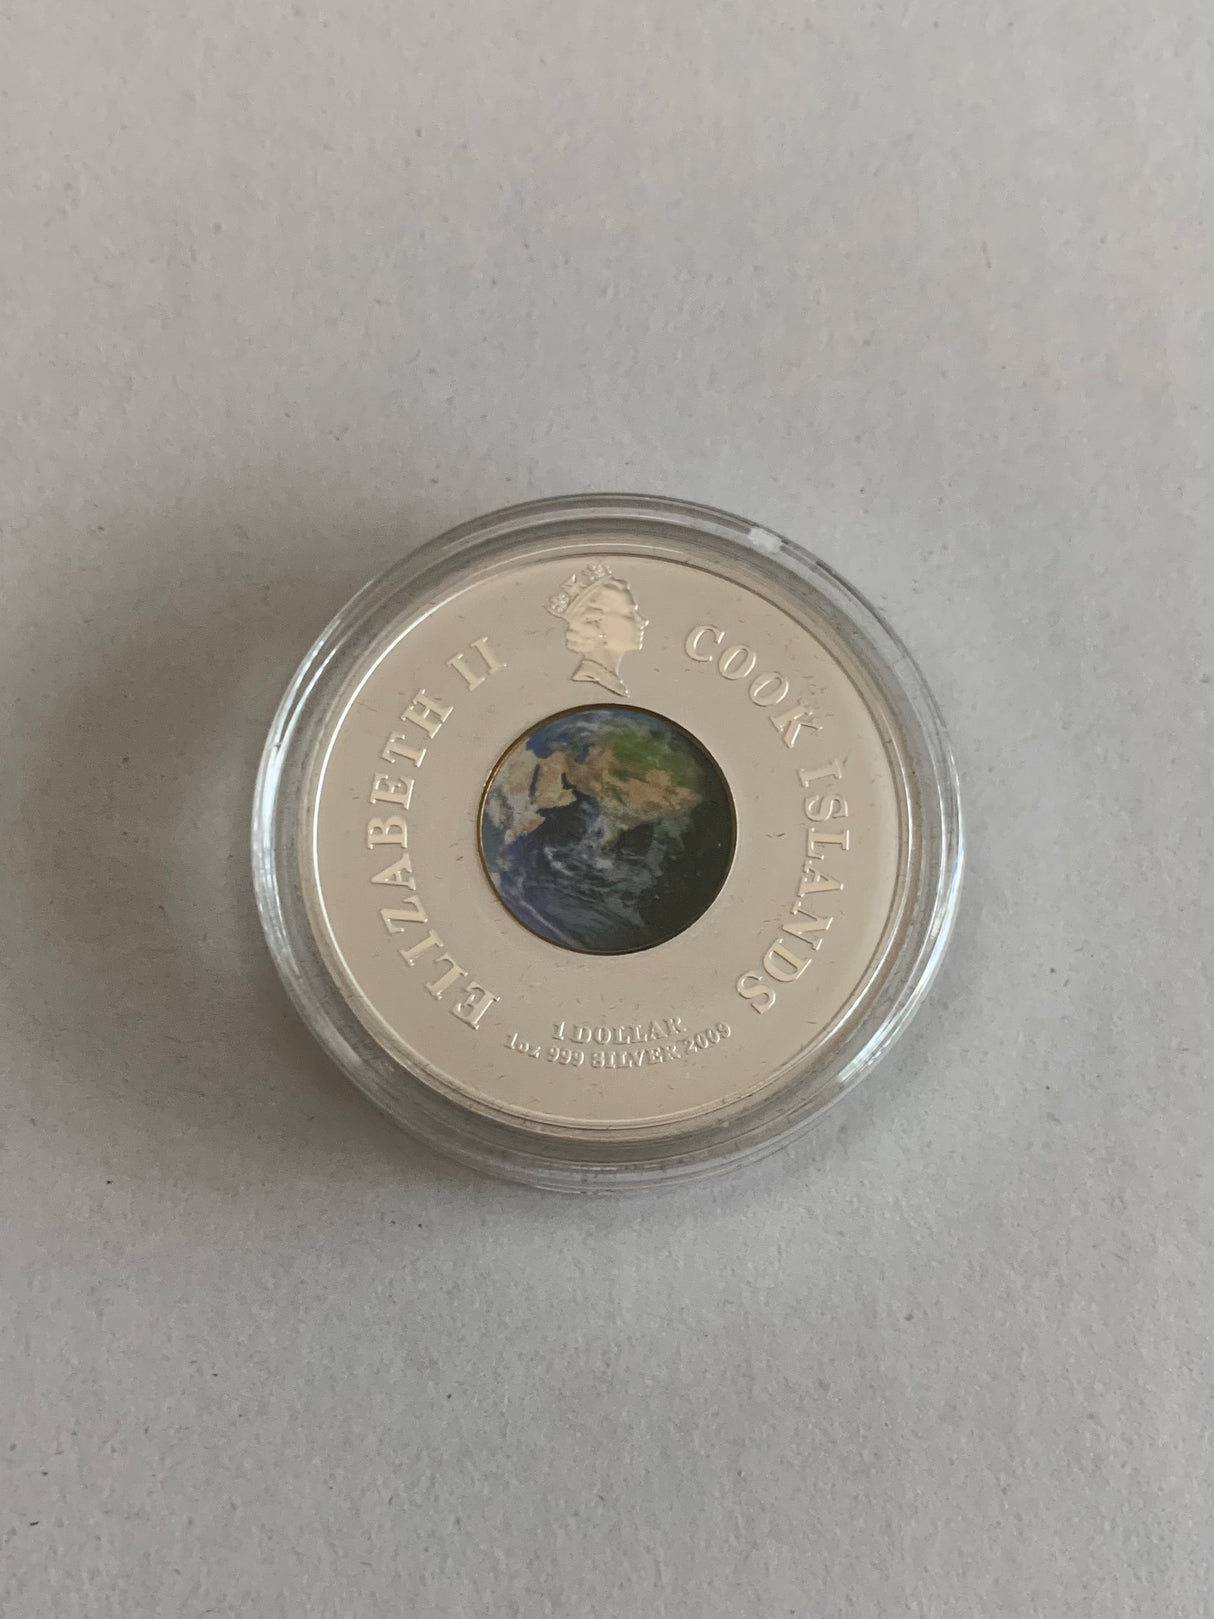 ELIZABETH II
COOK ISLANDS
1 DOLLAR
1oz 999 SILVER 2009